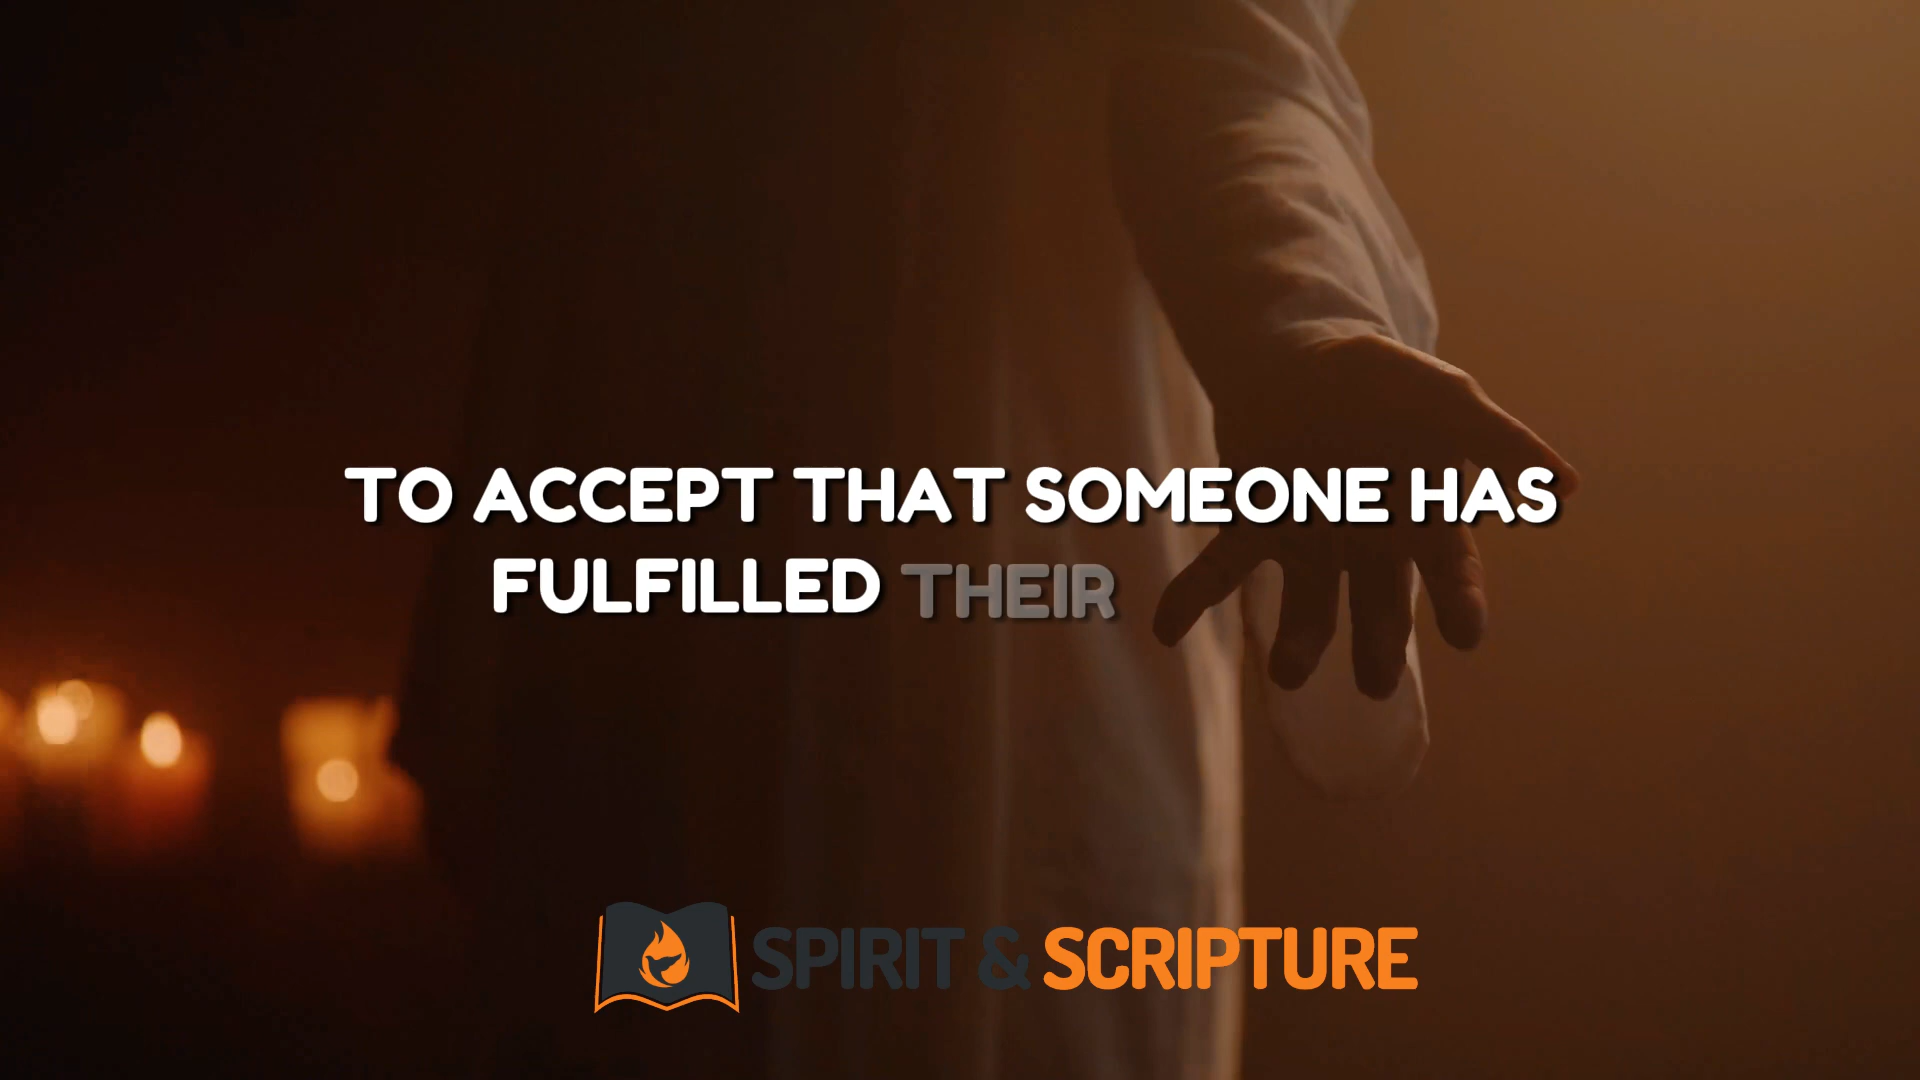 TO ACCEPT THAT SOMEONE HAS
FULFILLED THEIR
SPIRIT & SCRIPTURE